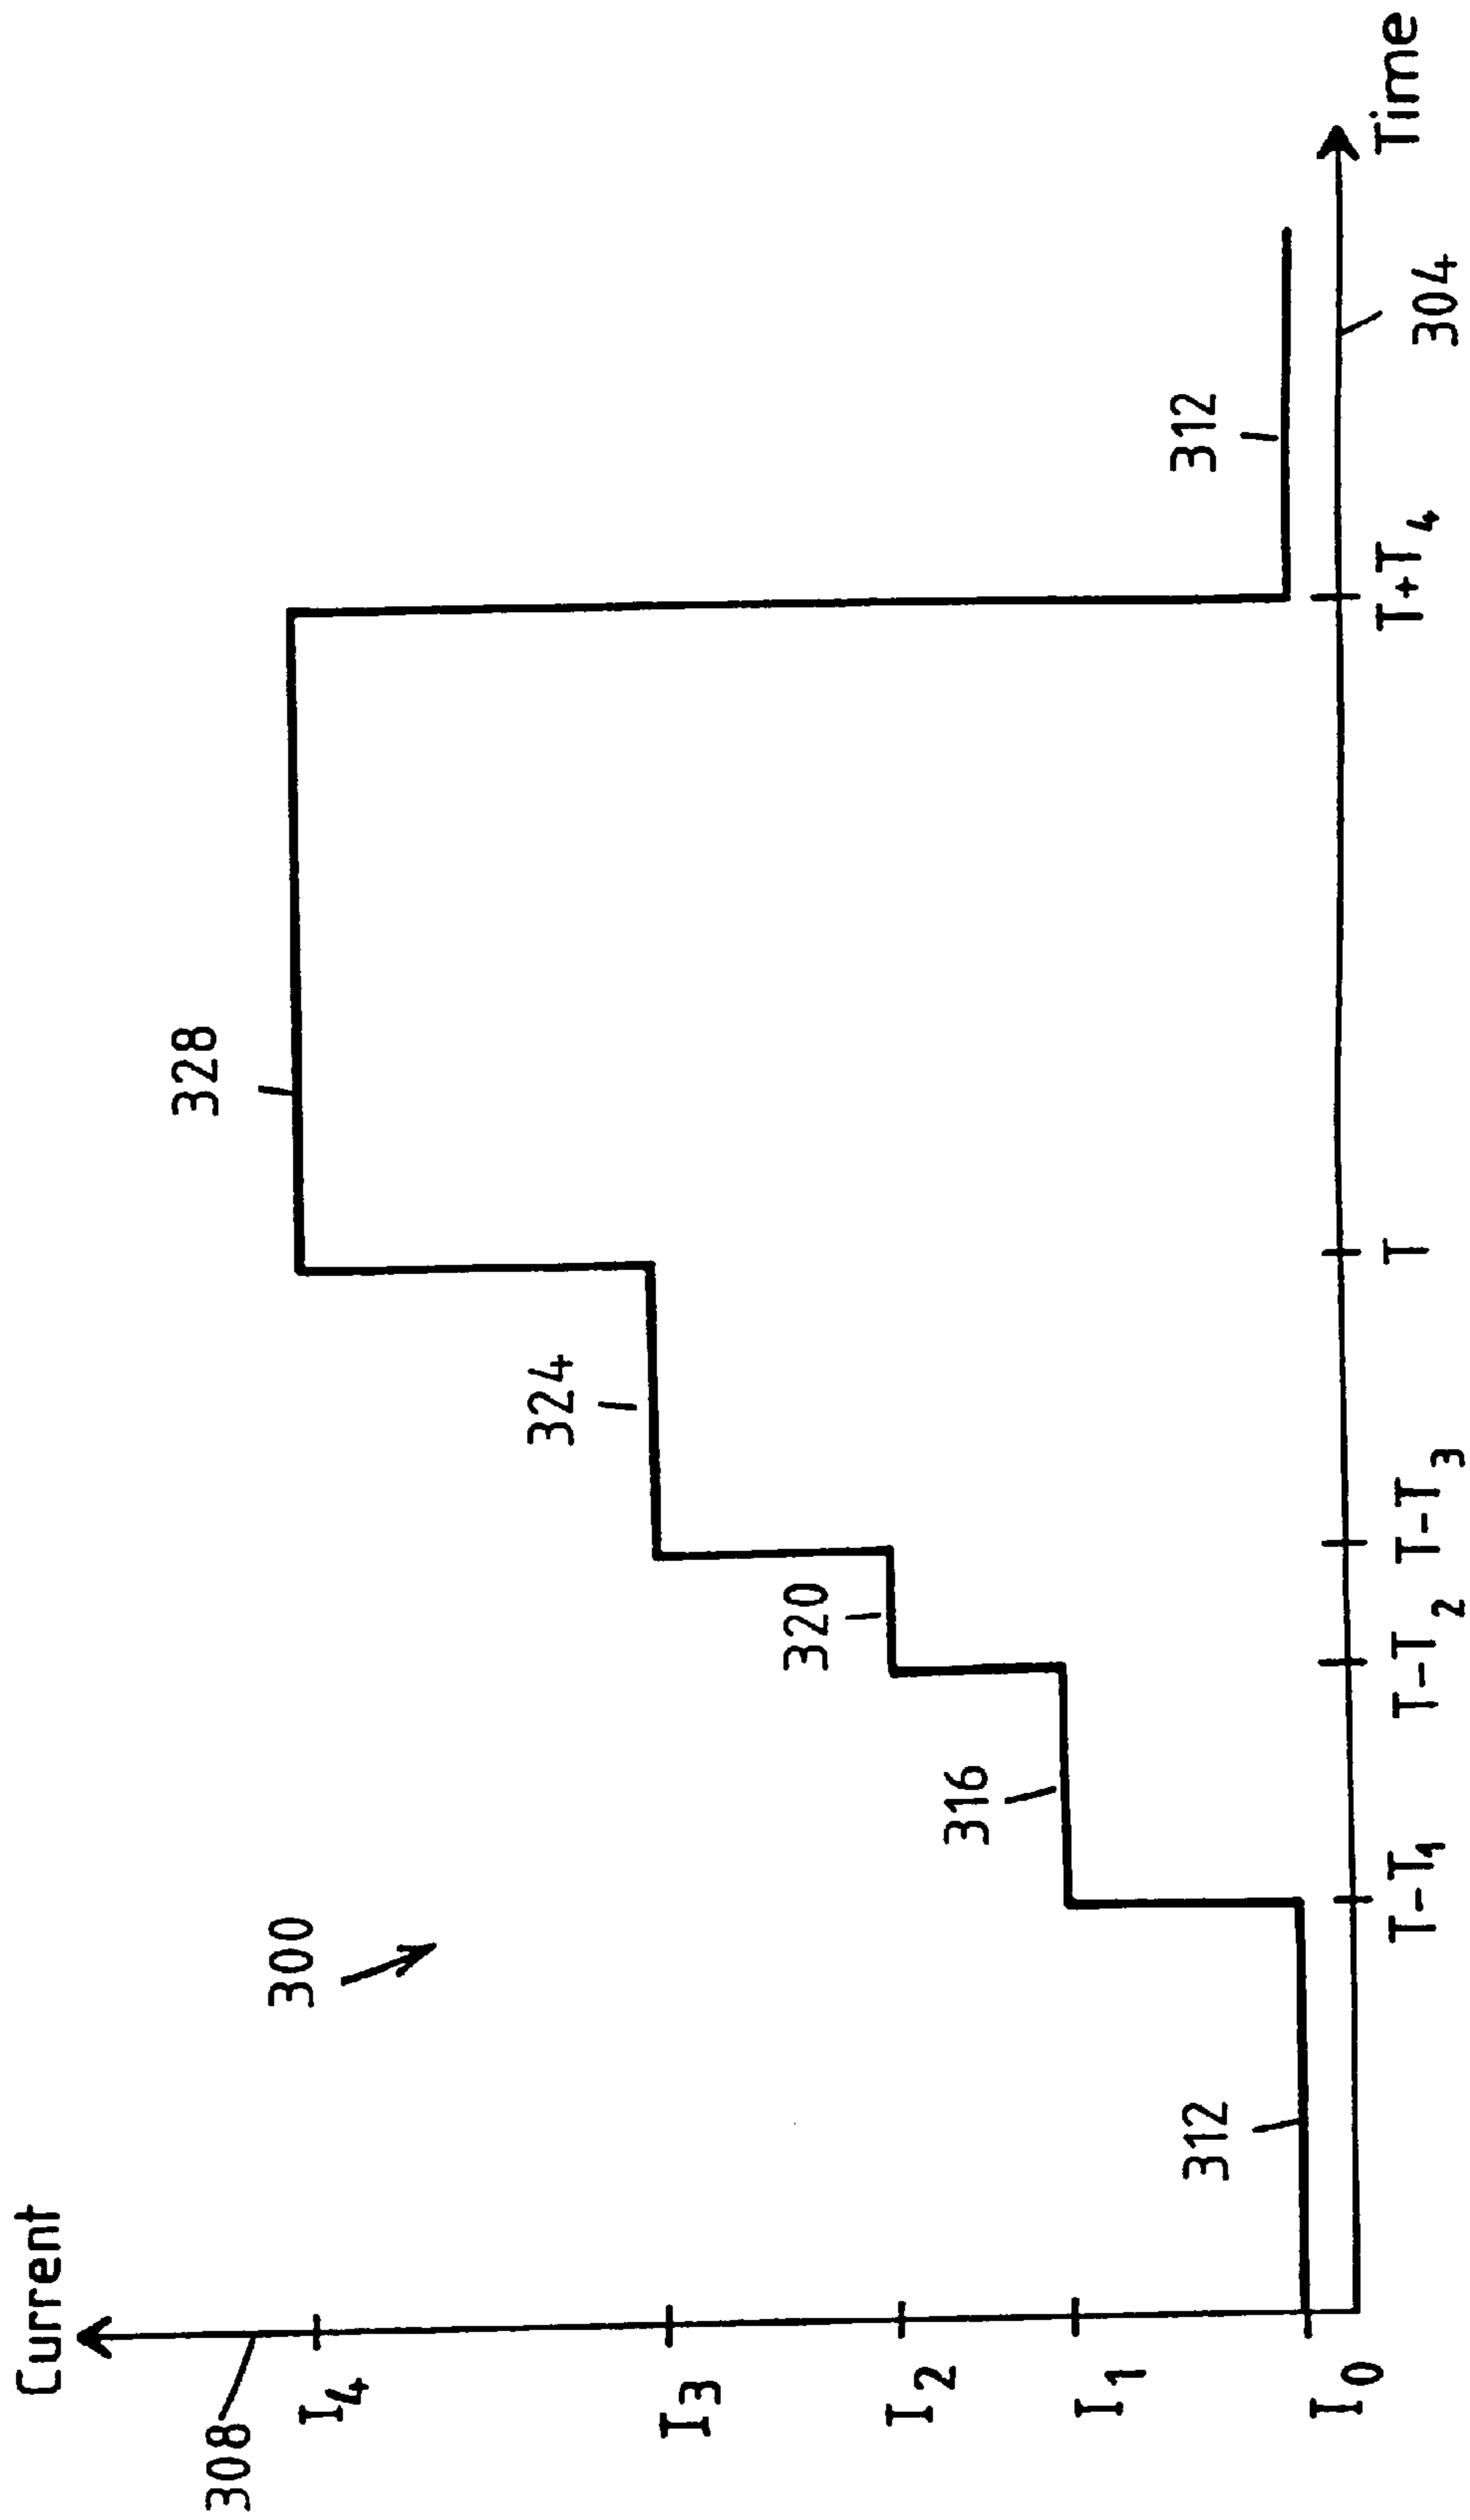 Current
308
I4
300
328
I3
324
I2
320
I1
316
312
312
I0
T-T1
T-T2
T-T3
T
T+T4
304
Time